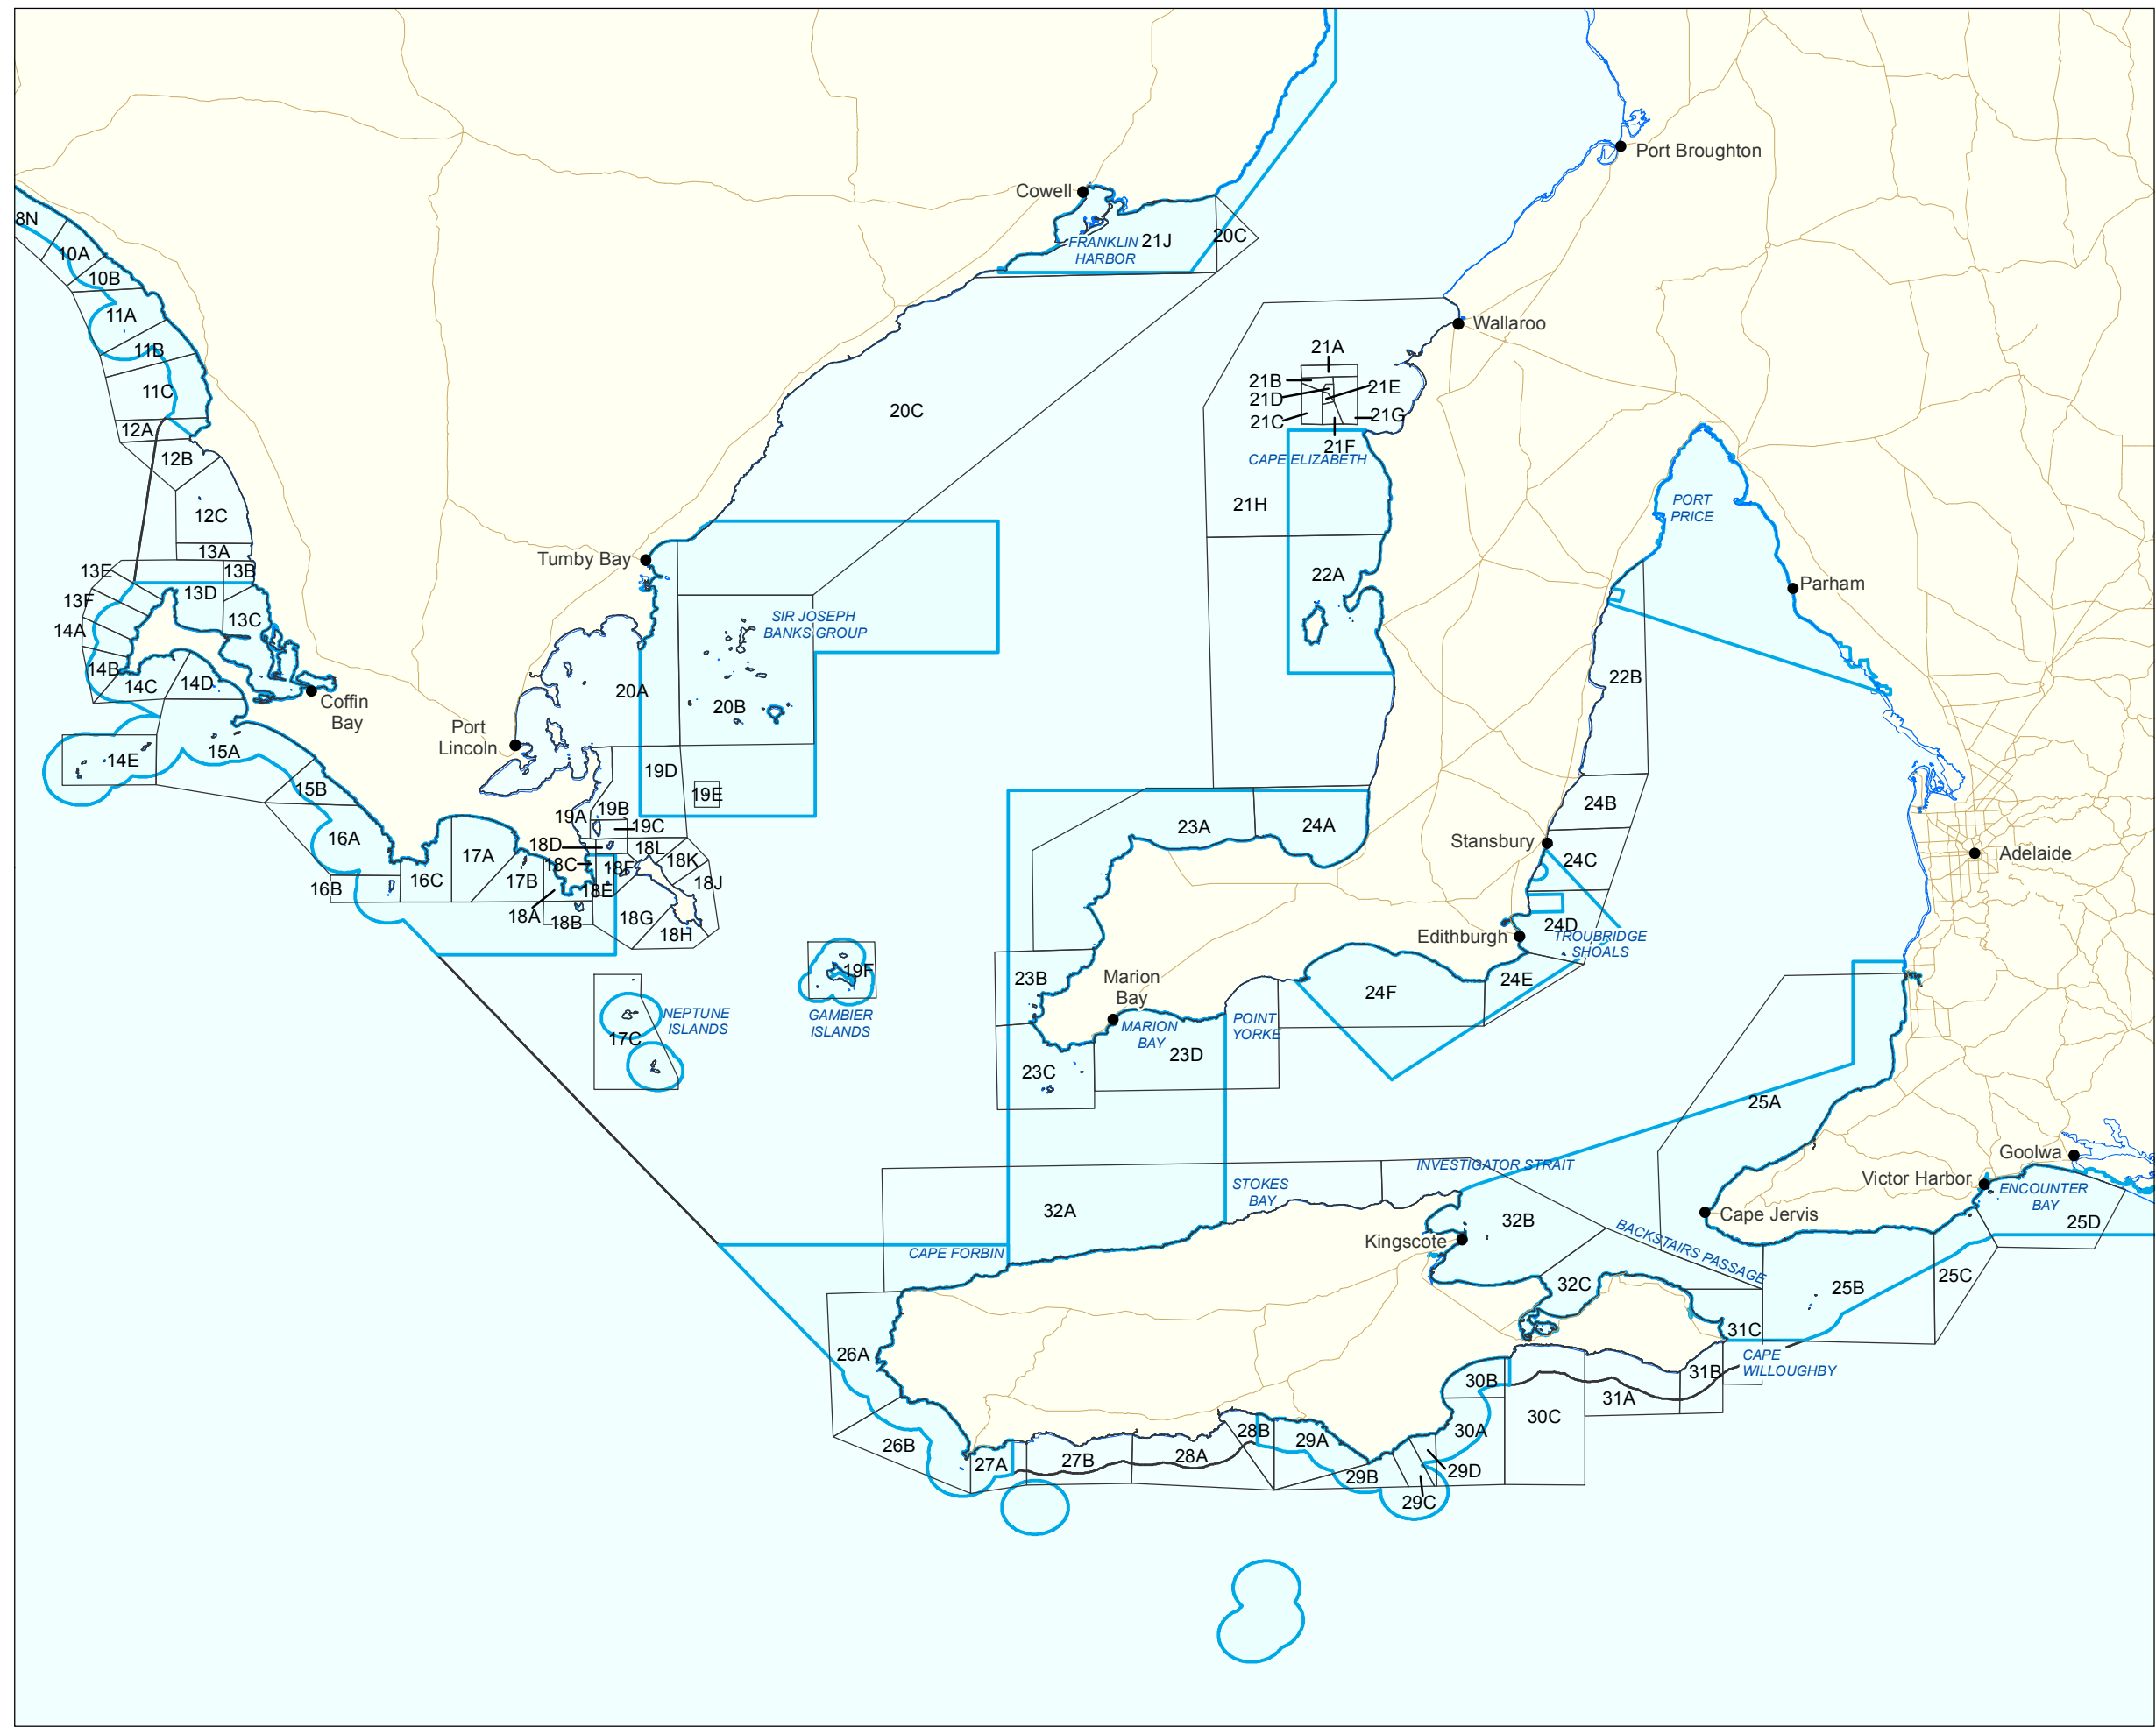 Port Broughton
Cowell
8N
FRANKLIN
HARBOR
21J
20C
10A
10B
11A
Wallaroo
11B
21A
21B
21E
21D
11C
20C
21G
21C
12A
21F
12B
CAPE ELIZABETH
21H
PORT
PRICE
12C
13A
Tumby Bay
13E
13B
22A
Parham
13D
13F
13C
SIR JOSEPH
BANKS GROUP
14A
14B
14C
14D
22B
20A
Coffin
Bay
20B
Port
Lincoln
15A
14E
19D
15B
19E
24B
19B
19A
19C
23A
24A
16A
18D
18L
Stansbury
17A
18C
18F
18K
24C
Adelaide
16B
16C
17B
18E
18J
18A
18B
18G
18H
24D
Edithburgh
TROUBRIDGE
SHOALS
19F
23B
Marion
Bay
24E
24F
NEPTUNE
ISLANDS
GAMBIER
ISLANDS
MARION
BAY
POINT
YORKE
17C
23D
23C
25A
Goolwa
INVESTIGATOR STRAIT
Victor Harbor
STOKES
BAY
ENCOUNTER
BAY
32A
32B
Cape Jervis
25D
Kingscote
CAPE FORBIN
BACKSTAIRS PASSAGE
32C
25B
25C
31C
26A
CAPE
WILLOUGHBY
30B
31B
31A
30C
28B
30A
26B
29A
28A
27B
27A
29B
29D
29C